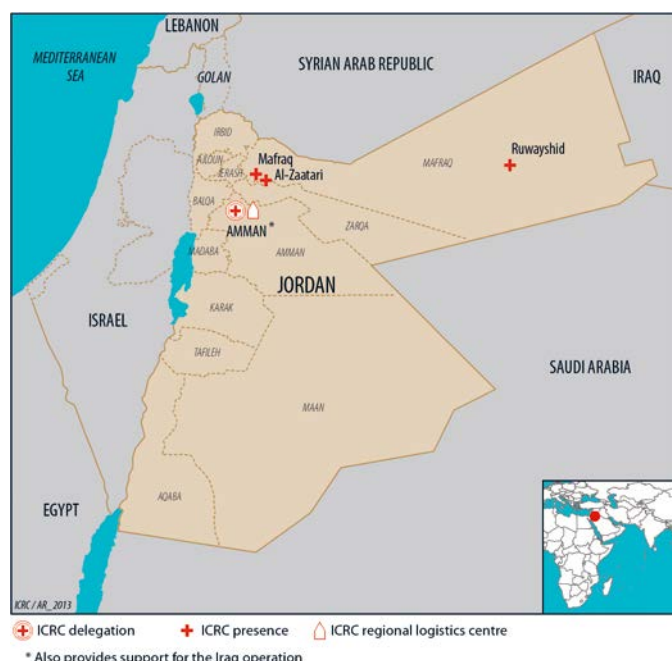 LEBANON
MEDITERRANEAN
SEA
GOLAN
SYRIAN ARAB REPUBLIC
IRAQ
IRBID
AJLOUN
JERASH
Mafraq
Al-Zaatari
MAFRAQ
Ruwayshid
BALQA
AMMAN *
ZARQA
MADABA
AMMAN
JORDAN
KARAK
ISRAEL
TAFILEH
SAUDI ARABIA
MAAN
EGYPT
AQABA
ICRC / AR_2013
ICRC delegation
ICRC presence
ICRC regional logistics centre
* Also provides support for the Iraq operation